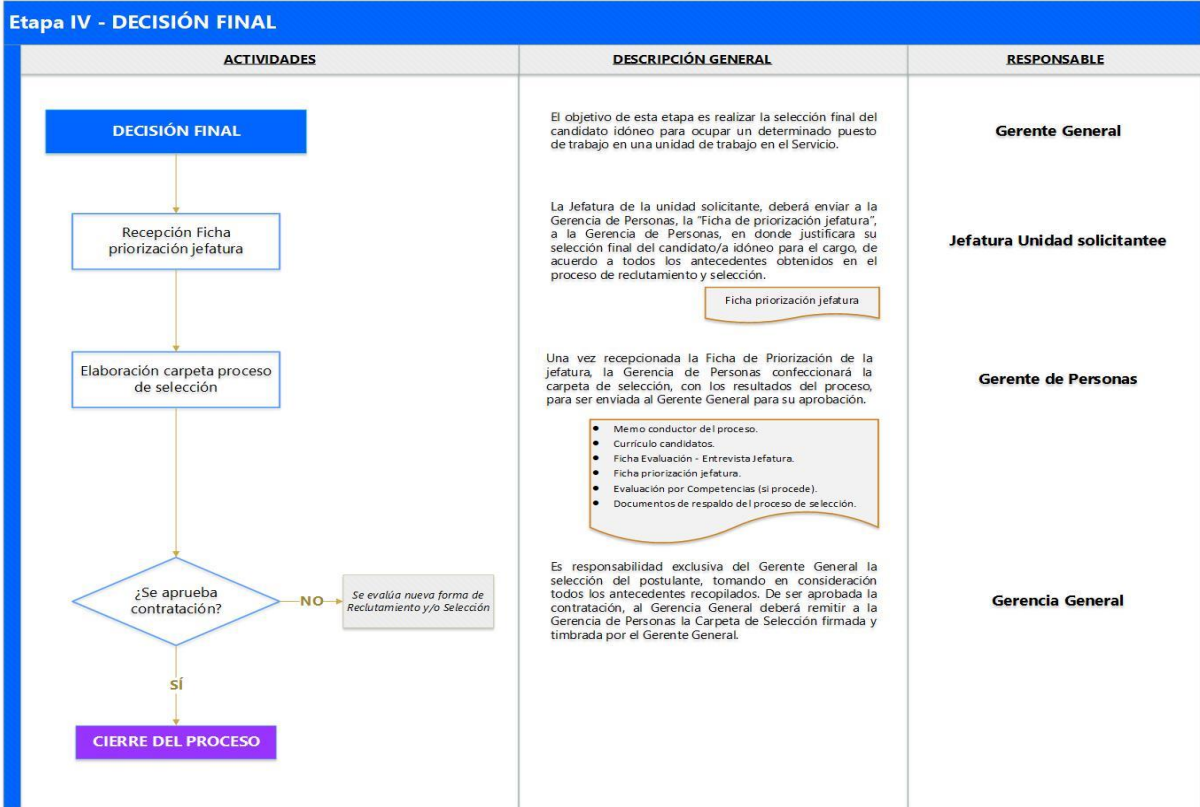 Etapa IV - DECISIÓN FINAL
ACTIVIDADES
DESCRIPCIÓN GENERAL
RESPONSABLE
DECISIÓN FINAL
El objetivo de esta etapa es realizar la selección final del
candidato idóneo para ocupar un determinado puesto
de trabajo en una unidad de trabajo en el Servicio.
Gerente General
Recepción Ficha
priorización jefatura
La Jefatura de la unidad solicitante, deberá enviar a la
Gerencia de Personas, la "Ficha de priorización jefatura",
a la Gerencia de Personas, en donde justificara su
selección final del candidato/a idóneo para el cargo, de
acuerdo a todos los antecedentes obtenidos en el
proceso de reclutamiento y selección.
Ficha priorización jefatura
Jefatura Unidad solicitantee
Elaboración carpeta proceso
de selección
Una vez recepcionada la Ficha de Priorización de la
jefatura, la Gerencia de Personas confeccionará la
carpeta de selección, con los resultados del proceso,
para ser enviada al Gerente General para su aprobación.
• Memo conductor del proceso.
• Currículo candidatos.
• Ficha Evaluación - Entrevista Jefatura.
• Ficha priorización jefatura.
• Evaluación por Competencias (si procede).
• Documentos de respaldo del proceso de selección.
Gerente de Personas
¿Se aprueba
contratación?
NO
Se evalúa nueva forma de
Reclutamiento y/o Selección
Es responsabilidad exclusiva del Gerente General la
selección del postulante, tomando en consideración
todos los antecedentes recopilados. De ser aprobada la
contratación, al Gerencia General deberá remitir a la
Gerencia de Personas la Carpeta de Selección firmada y
timbrada por el Gerente General.
Gerencia General
SÍ
CIERRE DEL PROCESO